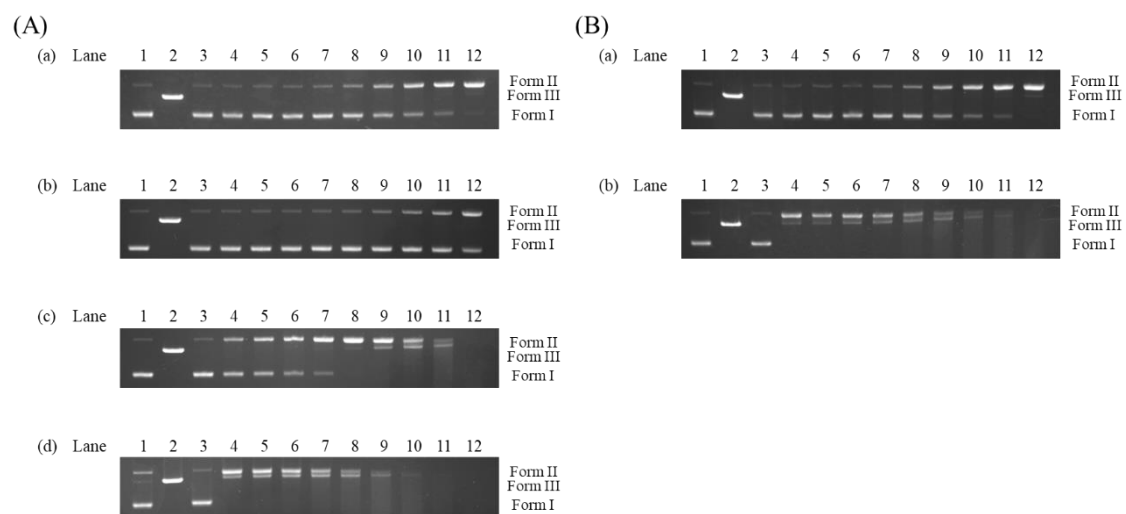 (A)
(a) Lane 1 2 3 4 5 6 7 8 9 10 11 12
Form II
Form III
Form I
(b) Lane 1 2 3 4 5 6 7 8 9 10 11 12
Form II
Form III
Form I
(c) Lane 1 2 3 4 5 6 7 8 9 10 11 12
Form II
Form III
Form I
(d) Lane 1 2 3 4 5 6 7 8 9 10 11 12
Form II
Form III
Form I
(B)
(a) Lane 1 2 3 4 5 6 7 8 9 10 11 12
Form II
Form III
Form I
(b) Lane 1 2 3 4 5 6 7 8 9 10 11 12
Form II
Form III
Form I